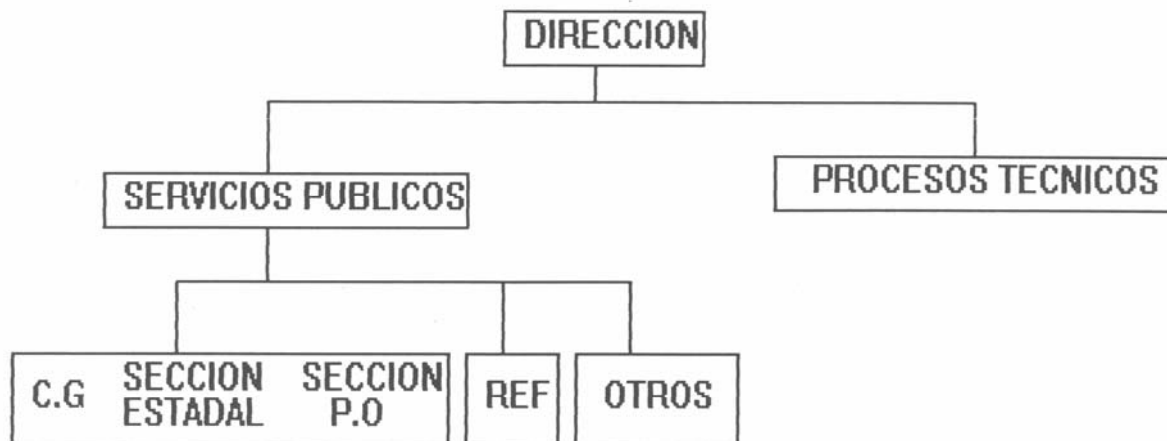 DIRECCION
SERVICIOS PUBLICOS
PROCESOS TECNICOS
C.G
SECCION
ESTADAL
SECCION
P.O
REF
OTROS